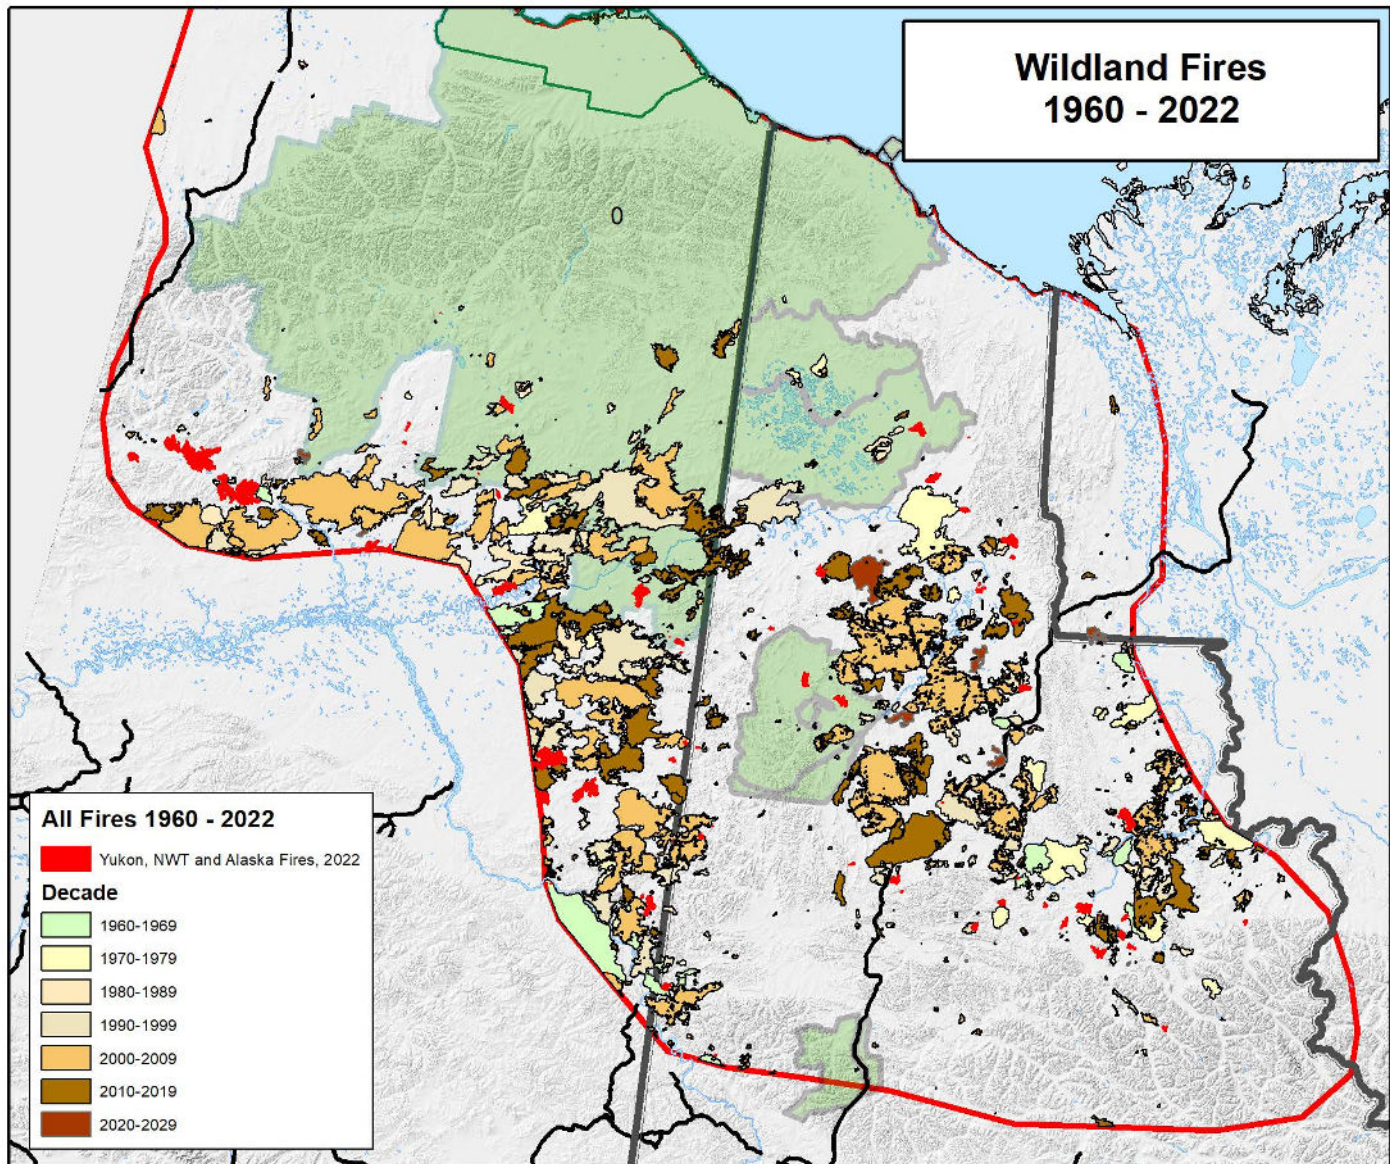 Wildland Fires
1960 - 2022
0
All Fires 1960 - 2022
Yukon, NWT and Alaska Fires, 2022
Decade
1960-1969
1970-1979
1980-1989
1990-1999
2000-2009
2010-2019
2020-2029